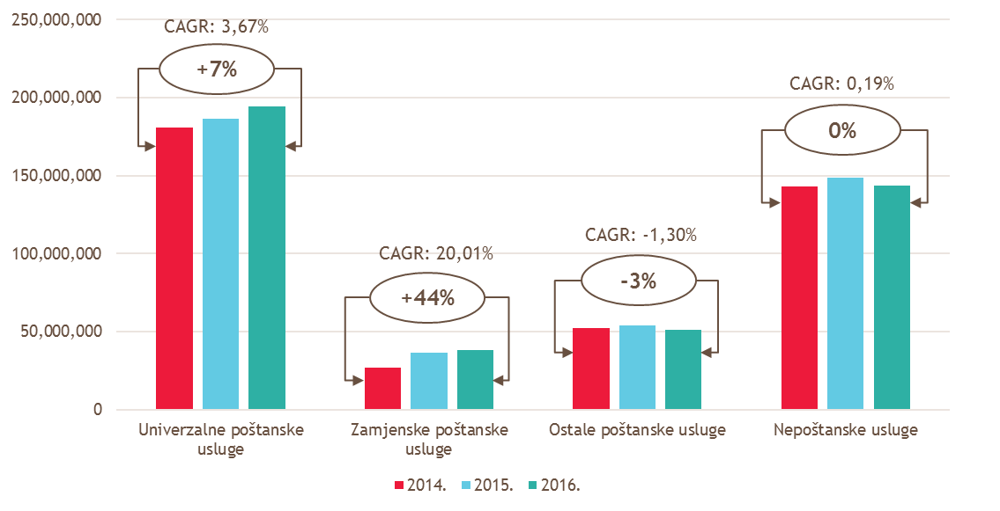 250,000,000
200,000,000
150,000,000
100,000,000
50,000,000
0
CAGR: 3,67%
+7%
CAGR: 20,01%
+44%
CAGR: -1,30%
-3%
CAGR: 0,19%
0%
Univerzalne poštanske
usluge
Zamjenske poštanske
usluge
Ostale poštanske usluge
Nepoštanske usluge
2014. 2015. 2016.